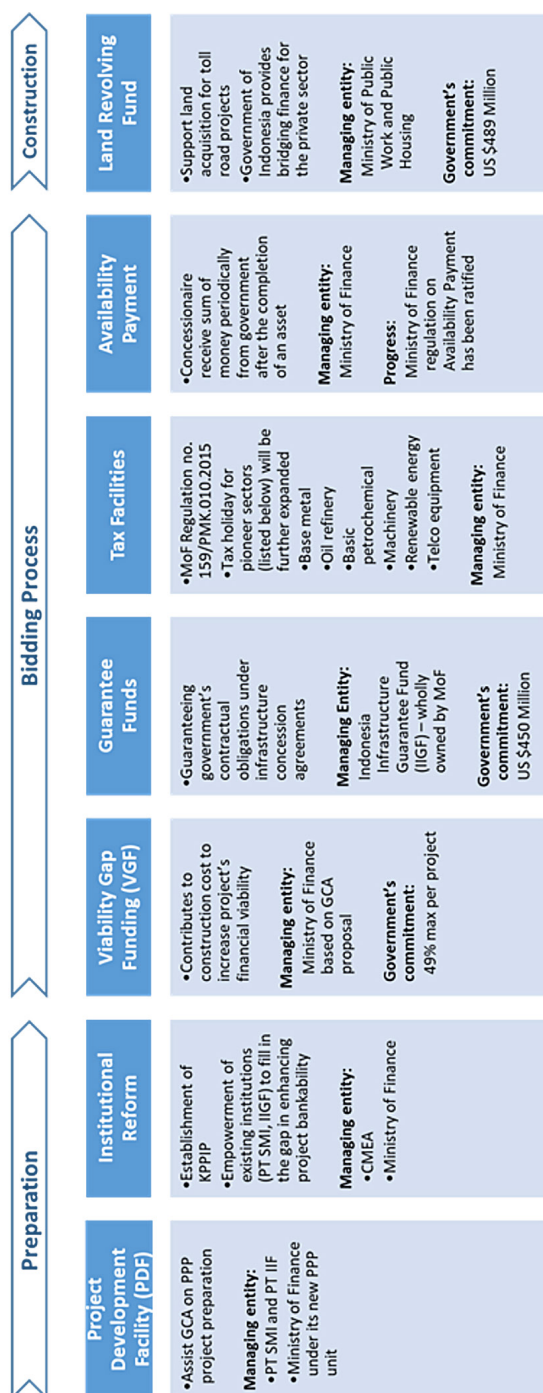 Preparation
Bidding Process
Construction
Project
Development
Facility (PDF)
•Assist GCA on PPP
project preparation
Managing entity:
•PT SMI and PT IIF
•Ministry of Finance
under its new PPP
unit
Institutional
Reform
•Establishment of
KPPIP
•Empowerment of
existing institutions
(PT SMI, IIGF) to fill in
the gap in enhancing
project bankability
Managing entity:
•CMEA
•Ministry of Finance
Viability Gap
Funding (VGF)
•Contributes to
construction cost to
increase project's
financial viability
Managing entity:
Ministry of Finance
based on GCA
proposal
Government's
commitment:
49% max per project
Guarantee
Funds
•Guaranteeing
government's
contractual
obligations under
infrastructure
concession
agreements
Managing Entity:
Indonesia
Infrastructure
Guarantee Fund
(IIGF) – wholly
owned by MoF
Government's
commitment:
US $450 Million
Tax Facilities
•MoF Regulation no.
159/PMK.010.2015
•Tax holiday for
pioneer sectors
(listed below) will be
further expanded
•Base metal
•Oil refinery
•Basic
petrochemical
•Machinery
•Renewable energy
•Telco equipment
Managing entity:
Ministry of Finance
Availability
Payment
•Concessionaire
receive sum of
money periodically
from government
after the completion
of an asset
Managing entity:
Ministry of Finance
Progress:
Ministry of Finance
regulation on
Availability Payment
has been ratified
Land Revolving
Fund
•Support land
acquisition for toll
road projects
•Government of
Indonesia provides
bridging finance for
the private sector
Managing entity:
Ministry of Public
Work and Public
Housing
Government's
commitment:
US $489 Million